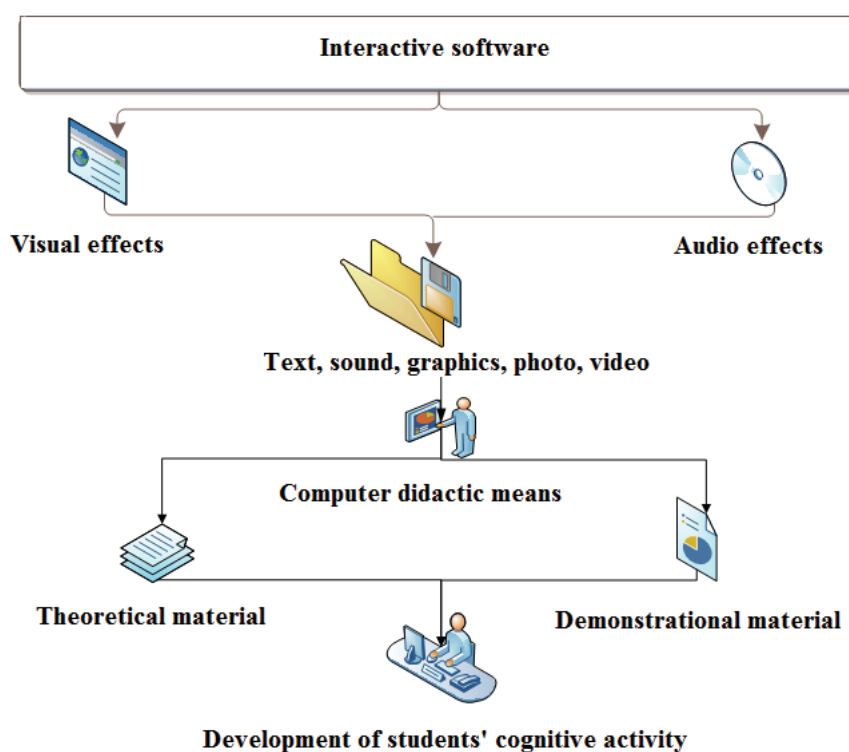 Interactive software
Visual effects
Audio effects
Text, sound, graphics, photo, video
Computer didactic means
Theoretical material
Demonstrational material
Development of students' cognitive activity